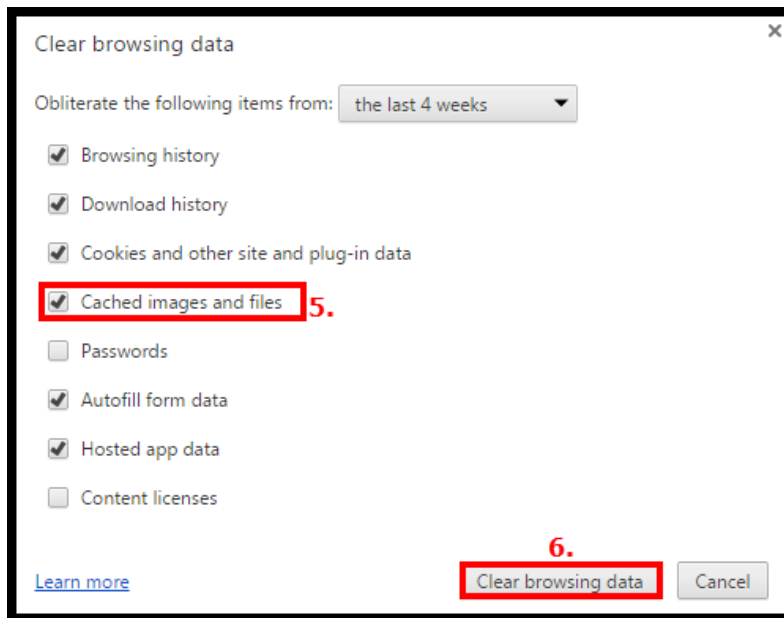 Clear browsing data
Obliterate the following items from: the last 4 weeks
Browsing history
Download history
Cookies and other site and plug-in data
Cached images and files 5.
Passwords
Autofill form data
Hosted app data
Content licenses
6.
Learn more Clear browsing data Cancel